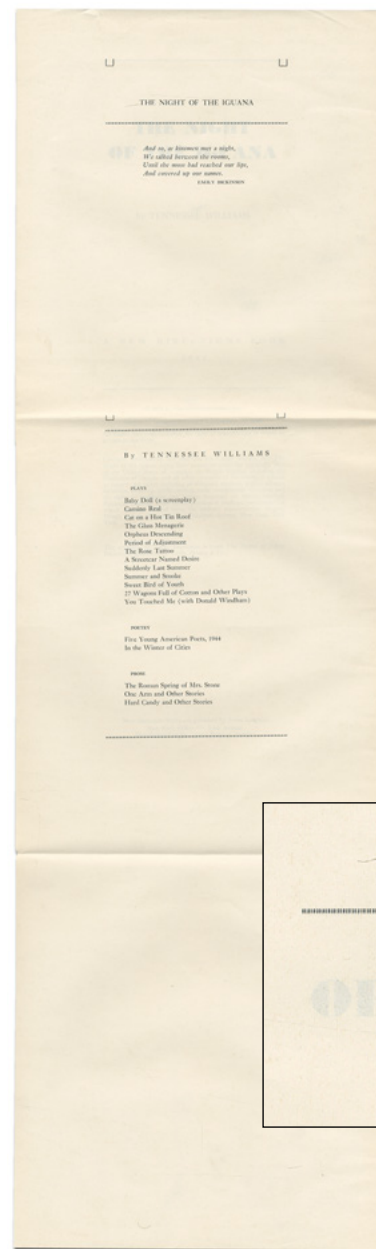 THE NIGHT OF THE IGUANA
And so, as kinsmen met a night,
We talked between the rooms,
Until the moss had reached our lips,
And covered up our names.
EMILY DICKINSON
By TENNESSEE WILLIAMS
PLAYS
Baby Doll (a screenplay)
Camino Real
Cat on a Hot Tin Roof
The Glass Menagerie
Orpheus Descending
Period of Adjustment
The Rose Tattoo
A Streetcar Named Desire
Suddenly Last Summer
Summer and Smoke
Sweet Bird of Youth
27 Wagons Full of Cotton and Other Plays
You Touched Me (with Donald Windham)
POETRY
Five Young American Poets, 1944
In the Winter of Cities
PROSE
The Roman Spring of Mrs. Stone
One Arm and Other Stories
Hard Candy and Other Stories